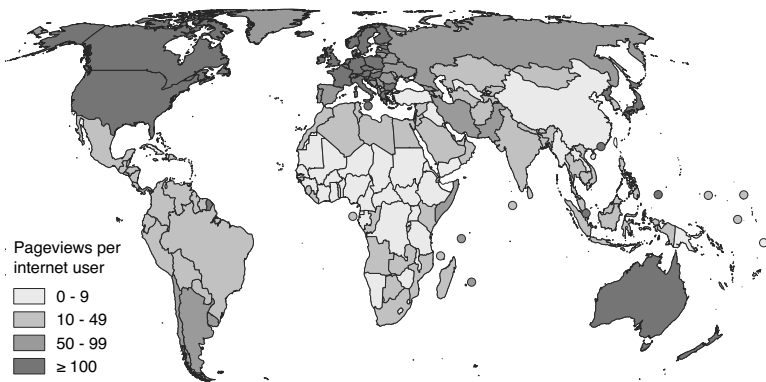 Pageviews per
internet user
0 - 9
10 - 49
50 - 99
≥ 100